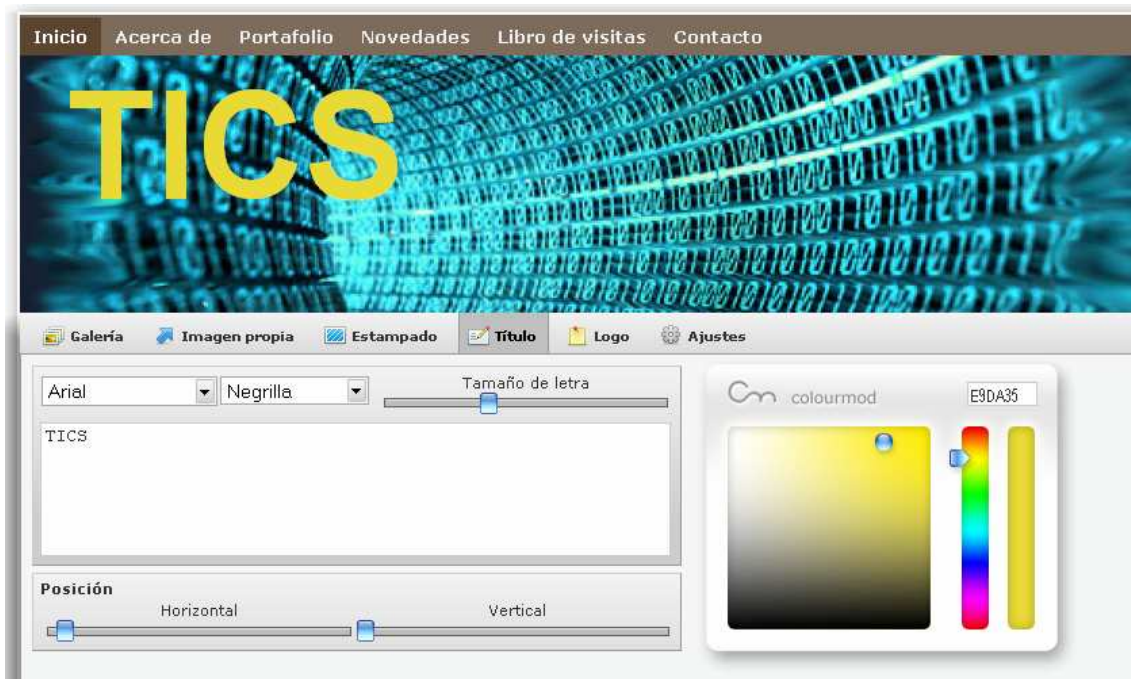 Inicio Acerca de Portafolio Novedades Libro de visitas Contacto
TICS
Galería Imagen propia Estampado Título Logo Ajustes
Arial Negrilla Tamaño de letra
TICS
Posición
Horizontal Vertical
Cm colourmod E9DA35